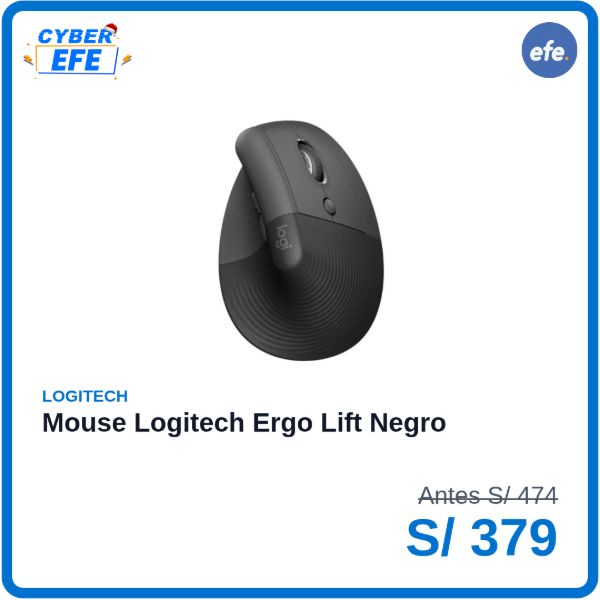 CYBER
EFE
efe.
logi
LOGITECH
Mouse Logitech Ergo Lift Negro
Antes S/ 474
S/ 379